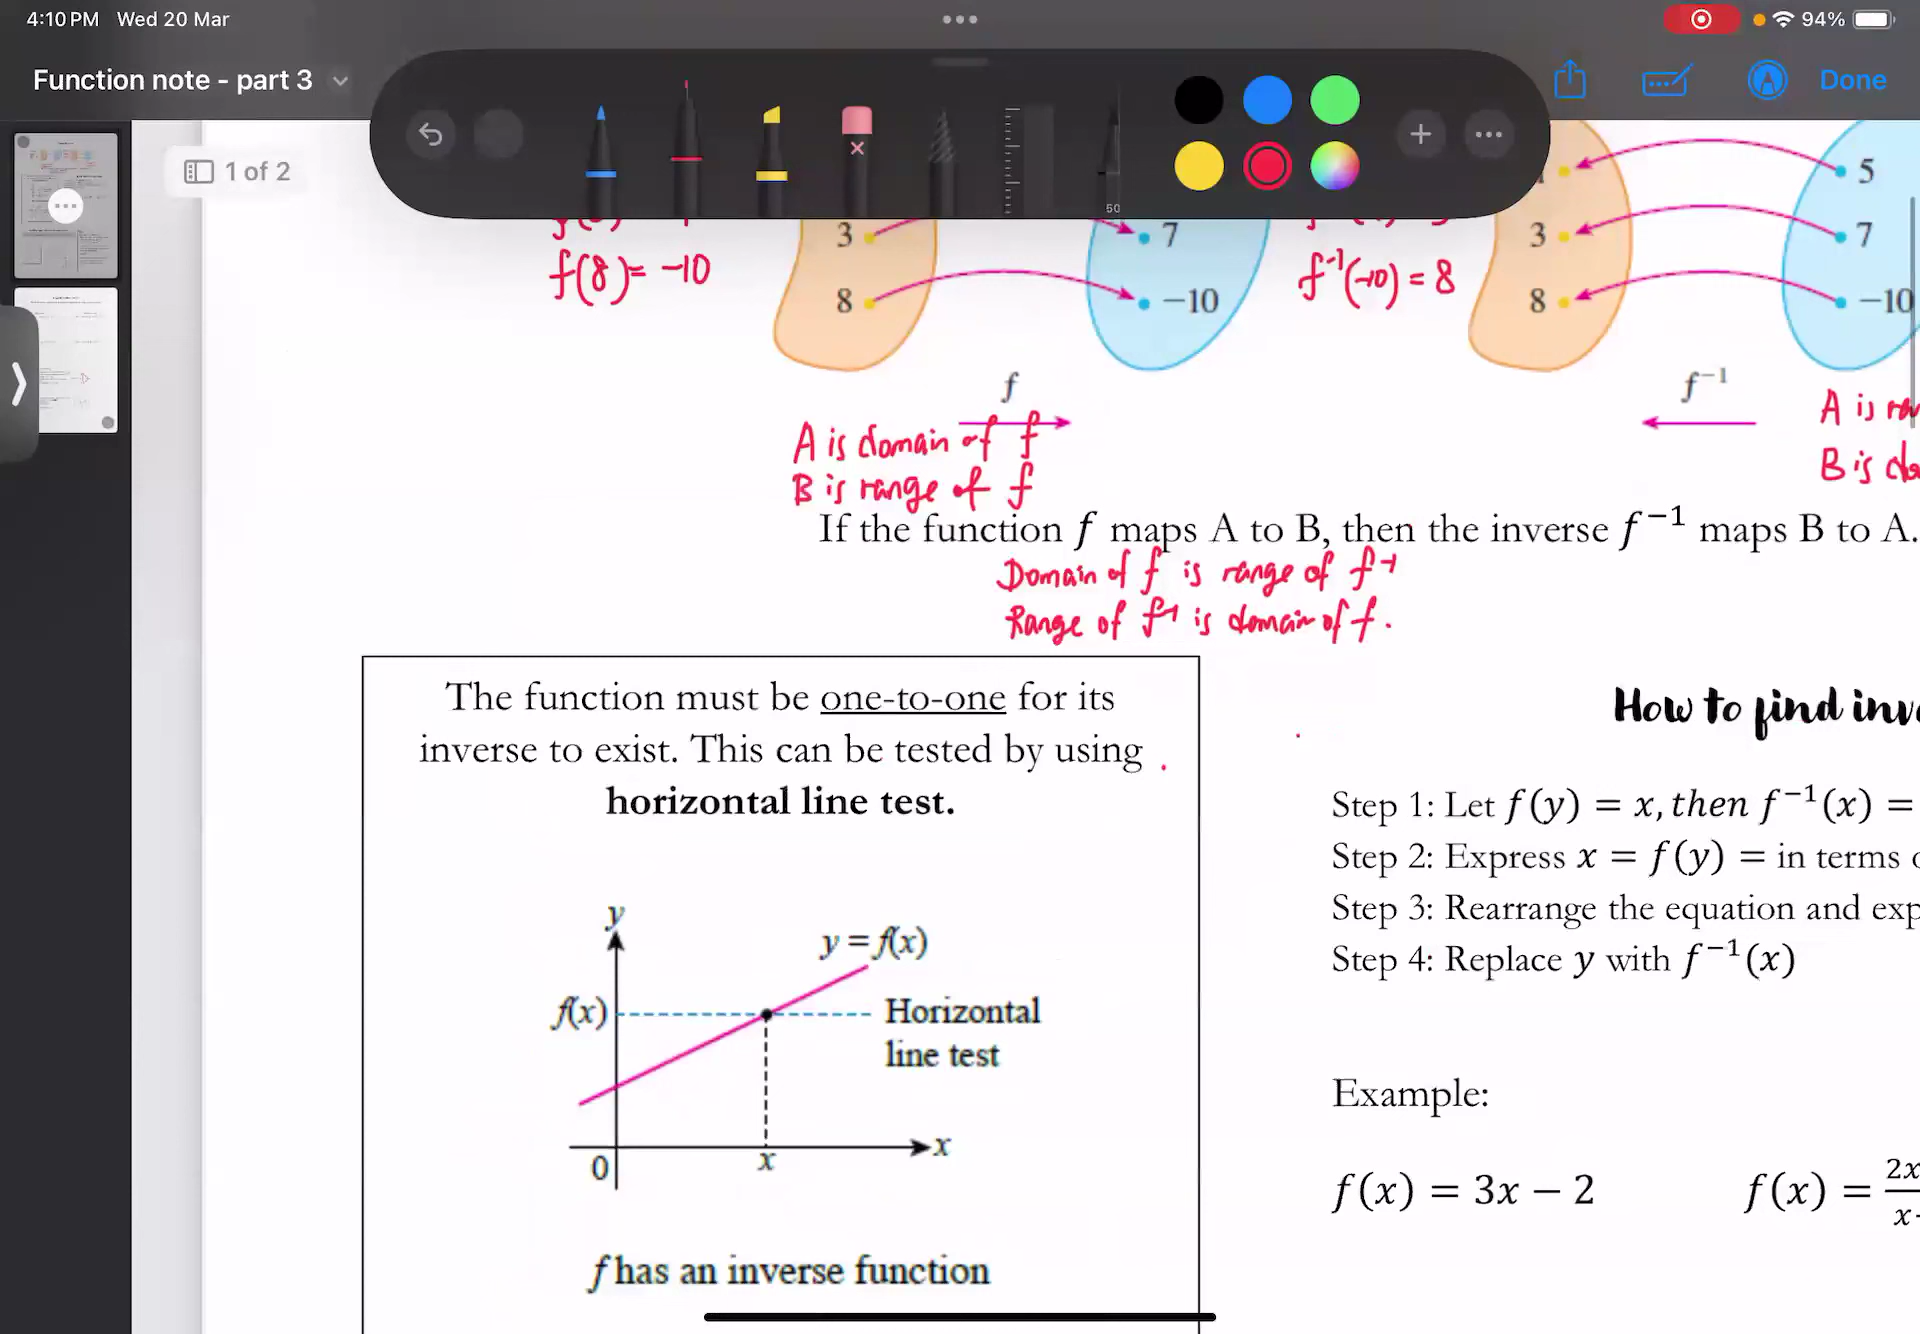 4:10 PM Wed 20 Mar
94%
Function note - part 3
Done
50
1 of 2
5
3
7
3
7
f(8) = -10
f⁻¹(-10) = 8
8
−10
8
−10
f
f⁻¹
A is domain of f
B is range of f
A is
B is
If the function f maps A to B, then the inverse f⁻¹ maps B to A.
Domain of f is range of f⁻¹
Range of f⁻¹ is domain of f.
The function must be one-to-one for its
inverse to exist. This can be tested by using
horizontal line test.
y
y = f(x)
f(x)
Horizontal
line test
0
x
x
f has an inverse function
How to find
Step 1: Let f(y) = x, then f⁻¹(x) =
Step 2: Express x = f(y) = in terms
Step 3: Rearrange the equation and
Step 4: Replace y with f⁻¹(x)
Example:
f(x) = 3x − 2
f(x) = 2x
x